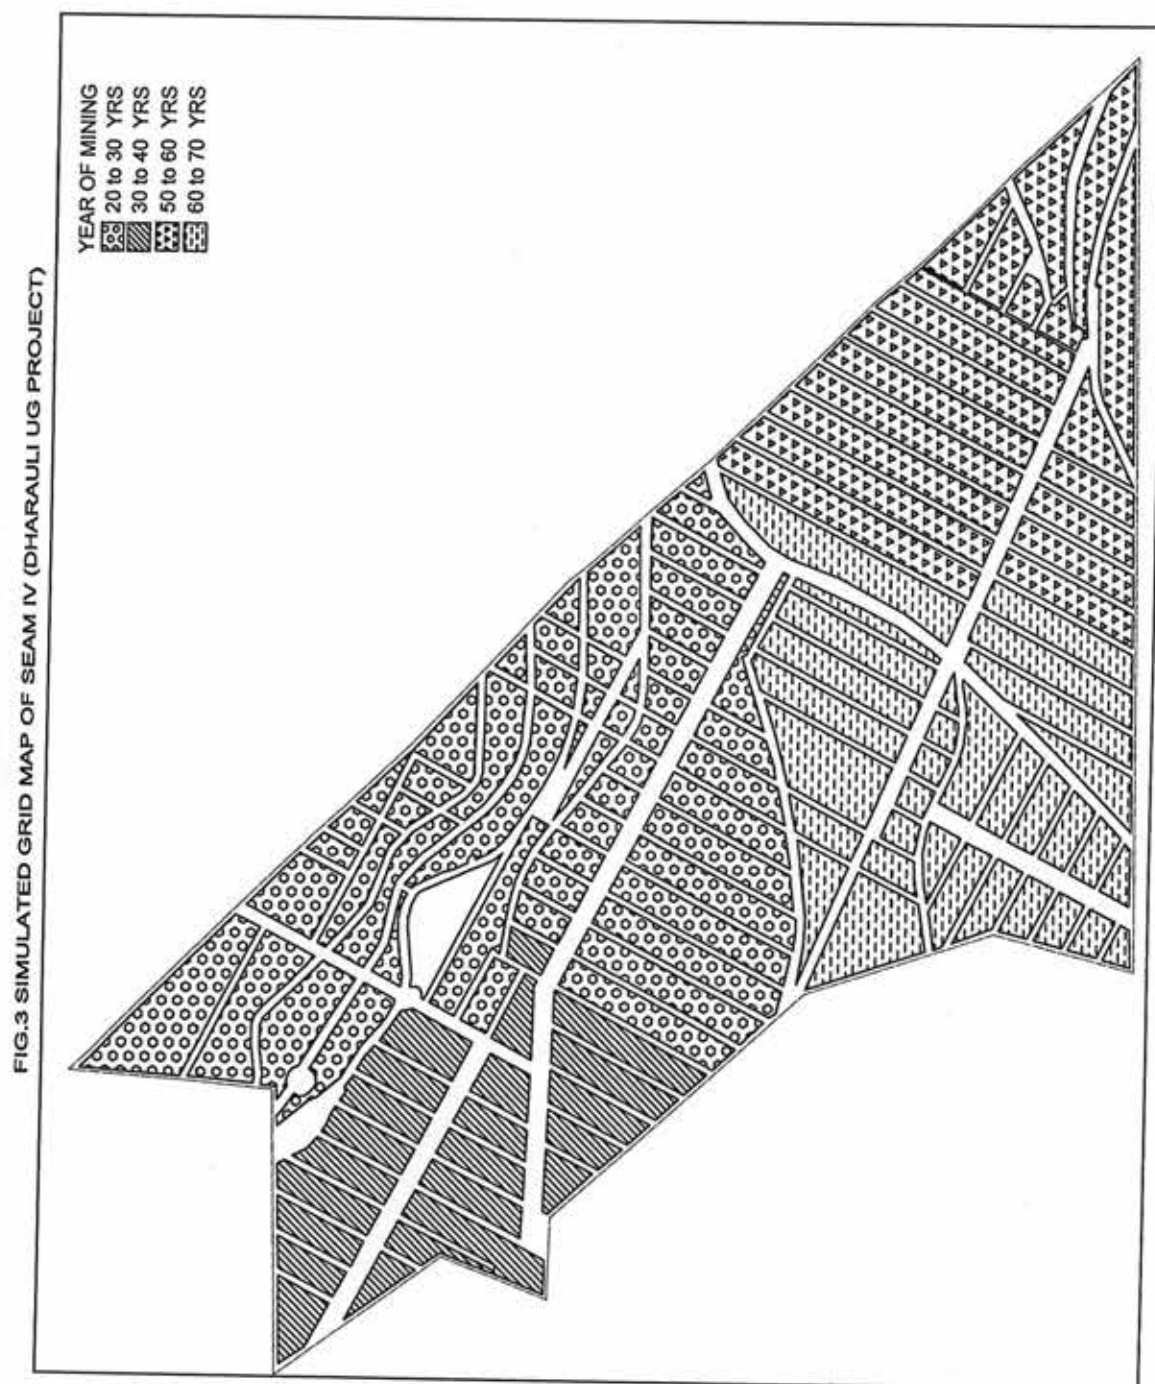 FIG.3 SIMULATED GRID MAP OF SEAM IV (DHARAULI UG PROJECT)
YEAR OF MINING
20 to 30 YRS
30 to 40 YRS
50 to 60 YRS
60 to 70 YRS